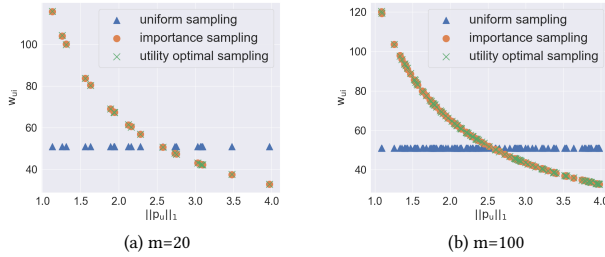 uniform sampling
importance sampling
utility optimal sampling
w_ui
100
80
60
40
1.0 1.5 2.0 2.5 3.0 3.5 4.0
||p_u||_1
(a) m=20
uniform sampling
importance sampling
utility optimal sampling
w_ui
120
100
80
60
40
1.0 1.5 2.0 2.5 3.0 3.5 4.0
||p_u||_1
(b) m=100